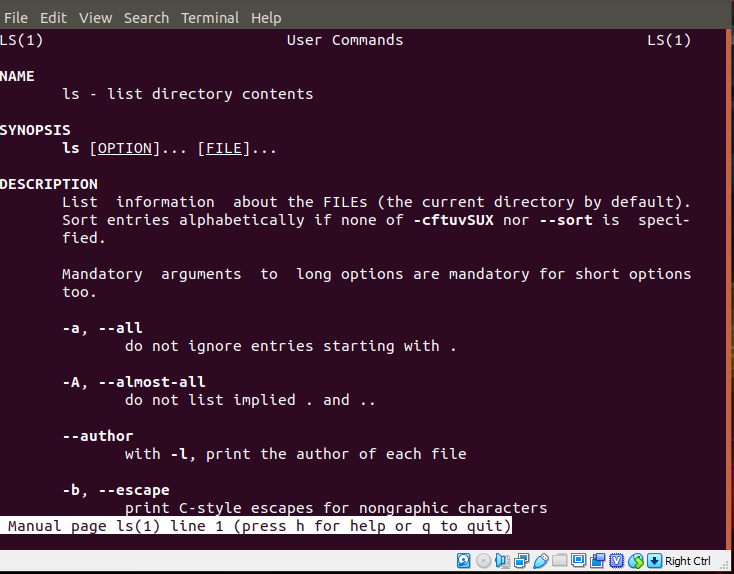 File Edit View Search Terminal Help
LS(1) User Commands LS(1)
NAME
ls - list directory contents
SYNOPSIS
ls [OPTION]... [FILE]...
DESCRIPTION
List information about the FILEs (the current directory by default).
Sort entries alphabetically if none of -cftuvSUX nor --sort is speci-
fied.
Mandatory arguments to long options are mandatory for short options
too.
-a, --all
do not ignore entries starting with .
-A, --almost-all
do not list implied . and ..
--author
with -l, print the author of each file
-b, --escape
print C-style escapes for nongraphic characters
Manual page ls(1) line 1 (press h for help or q to quit)
Right Ctrl